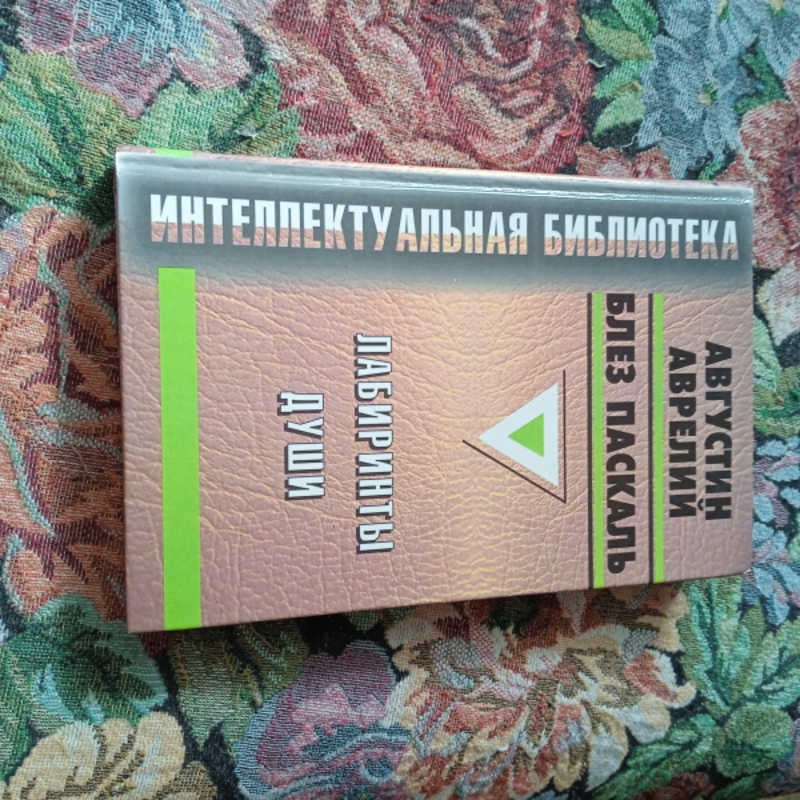 АВГУСТИН
АВРЕЛИЙ
БЛЕЗ ПАСКАЛЬ
ЛАБИРИНТЫ
ДУШИ
ИНТЕЛЛЕКТУАЛЬНАЯ БИБЛИОТЕКА